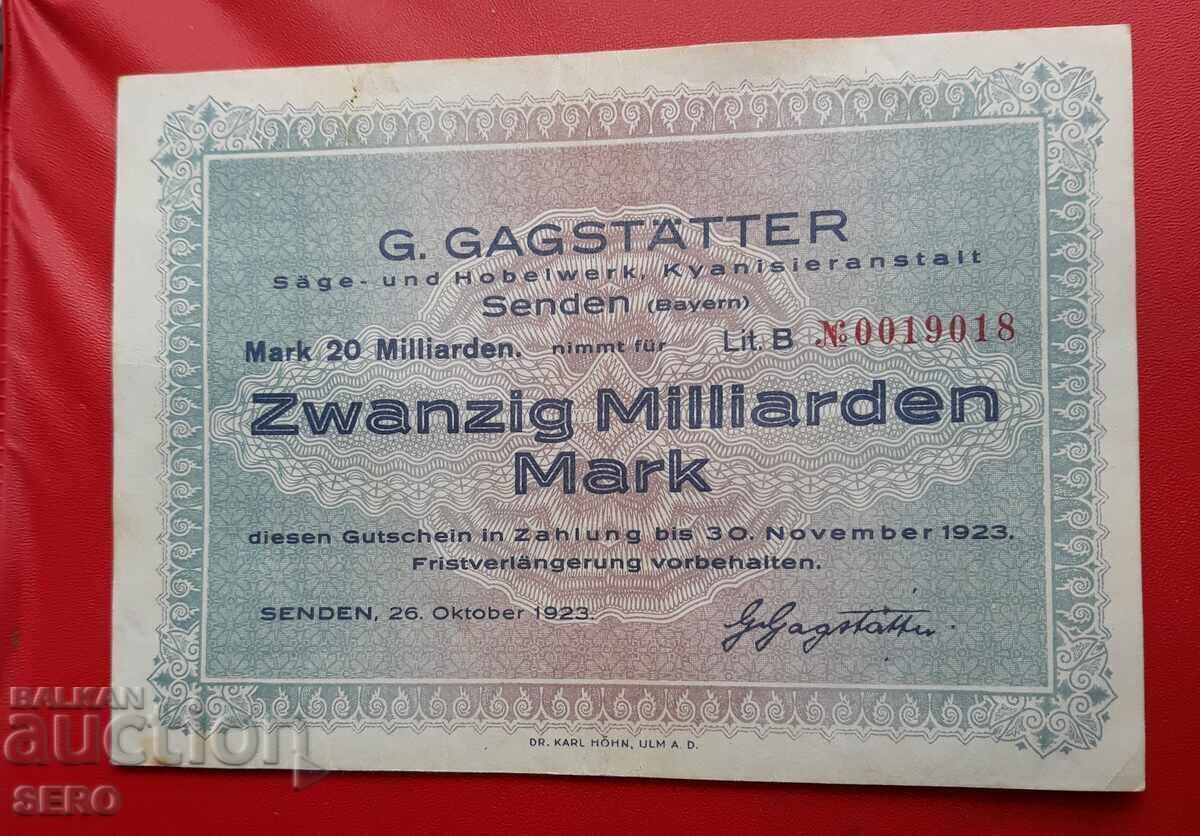 G. GAGSTÄTTER
Säge- und Hobelwerk, Kyanisieranstalt
Senden (Bayern)
Mark 20 Milliarden. nimmt für Lit. B № 0019018
Zwanzig Milliarden
Mark
diesen Gutschein in Zahlung bis 30. November 1923.
Fristverlängerung vorbehalten.
SENDEN, 26. Oktober 1923. G. Gagstätter.
DR. KARL HÖHN, ULM A. D.
BALKAN
auction
SERO